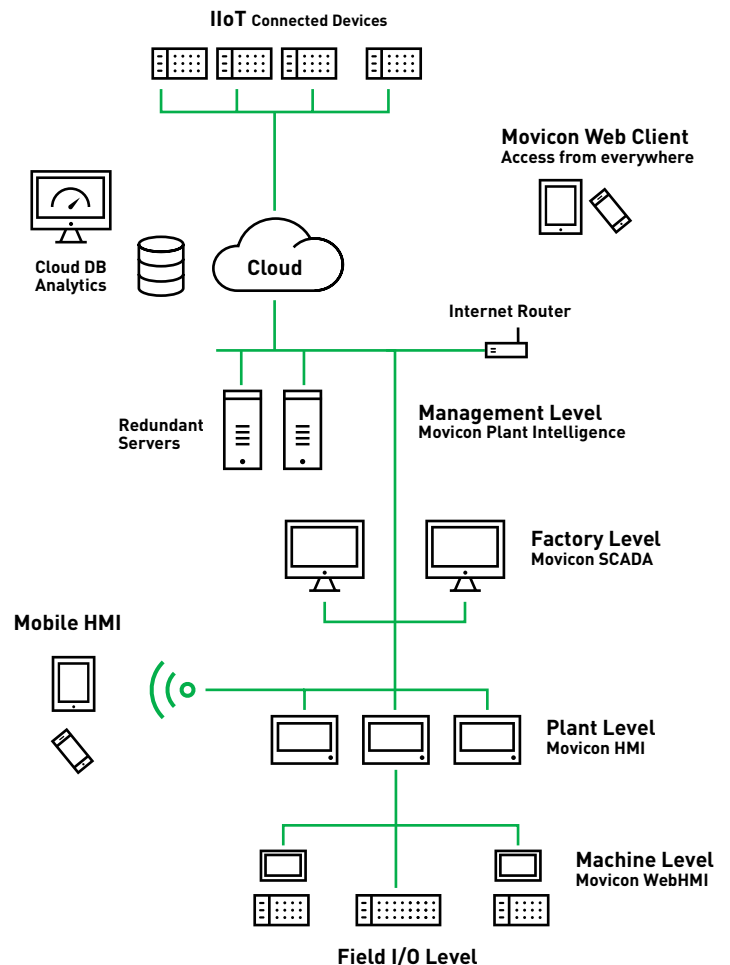 IIoT Connected Devices
Movicon Web Client
Access from everywhere
Cloud DB
Analytics
Cloud
Internet Router
Redundant
Servers
Management Level
Movicon Plant Intelligence
Factory Level
Movicon SCADA
Mobile HMI
Plant Level
Movicon HMI
Machine Level
Movicon WebHMI
Field I/O Level